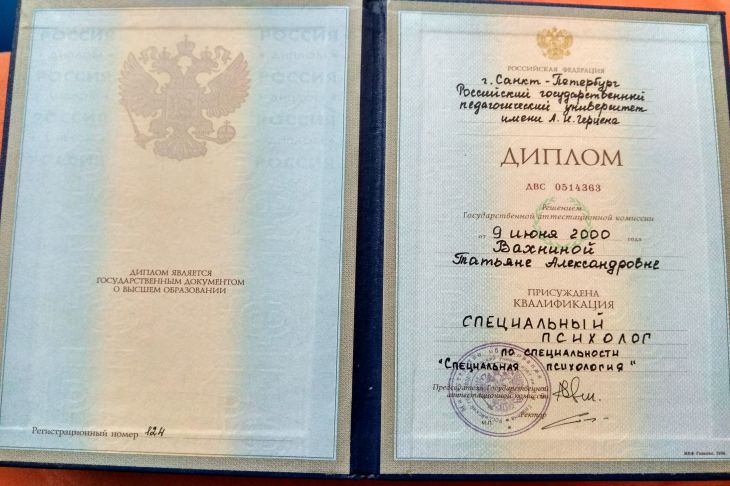 РОССИЯ
ДИПЛОМ ЯВЛЯЕТСЯ
ГОСУДАРСТВЕННЫМ ДОКУМЕНТОМ
О ВЫСШЕМ ОБРАЗОВАНИИ
Регистрационный номер 124
РОССИЙСКАЯ ФЕДЕРАЦИЯ
г. Санкт-Петербург
Российский государственный
педагогический университет
имени А.И. Герцена
ДИПЛОМ
ДВС 0514363
Решением
Государственной аттестационной комиссии
от 9 июня 2000 года
Вахниной
Татьяне Александровне
ПРИСУЖДЕНА
КВАЛИФИКАЦИЯ
СПЕЦИАЛЬНЫЙ
ПСИХОЛОГ
по специальности
"Специальная психология"
Председатель Государственной
аттестационной комиссии
Ректор